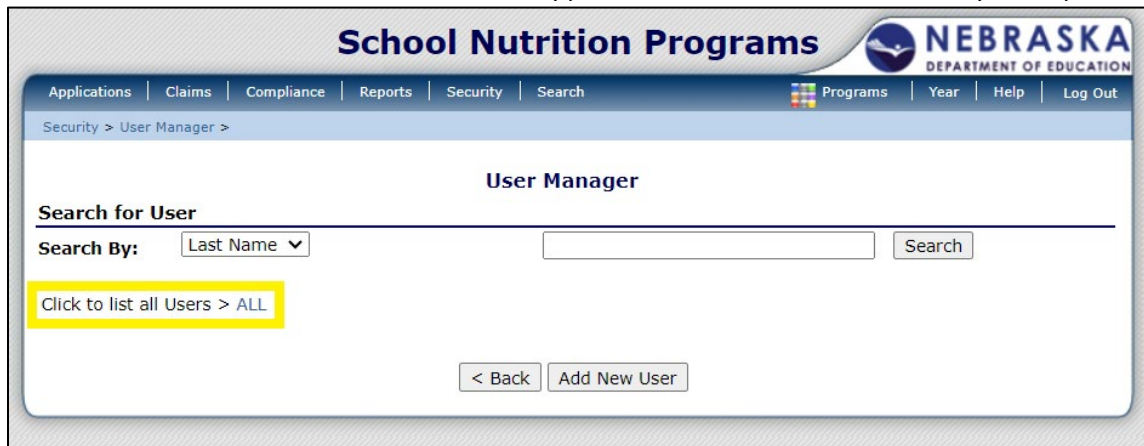 School Nutrition Programs
NEBRASKA
DEPARTMENT OF EDUCATION
Applications | Claims | Compliance | Reports | Security | Search Programs | Year | Help | Log Out
Security > User Manager >
User Manager
Search for User
Search By: Last Name Search
Click to list all Users > ALL
< Back Add New User